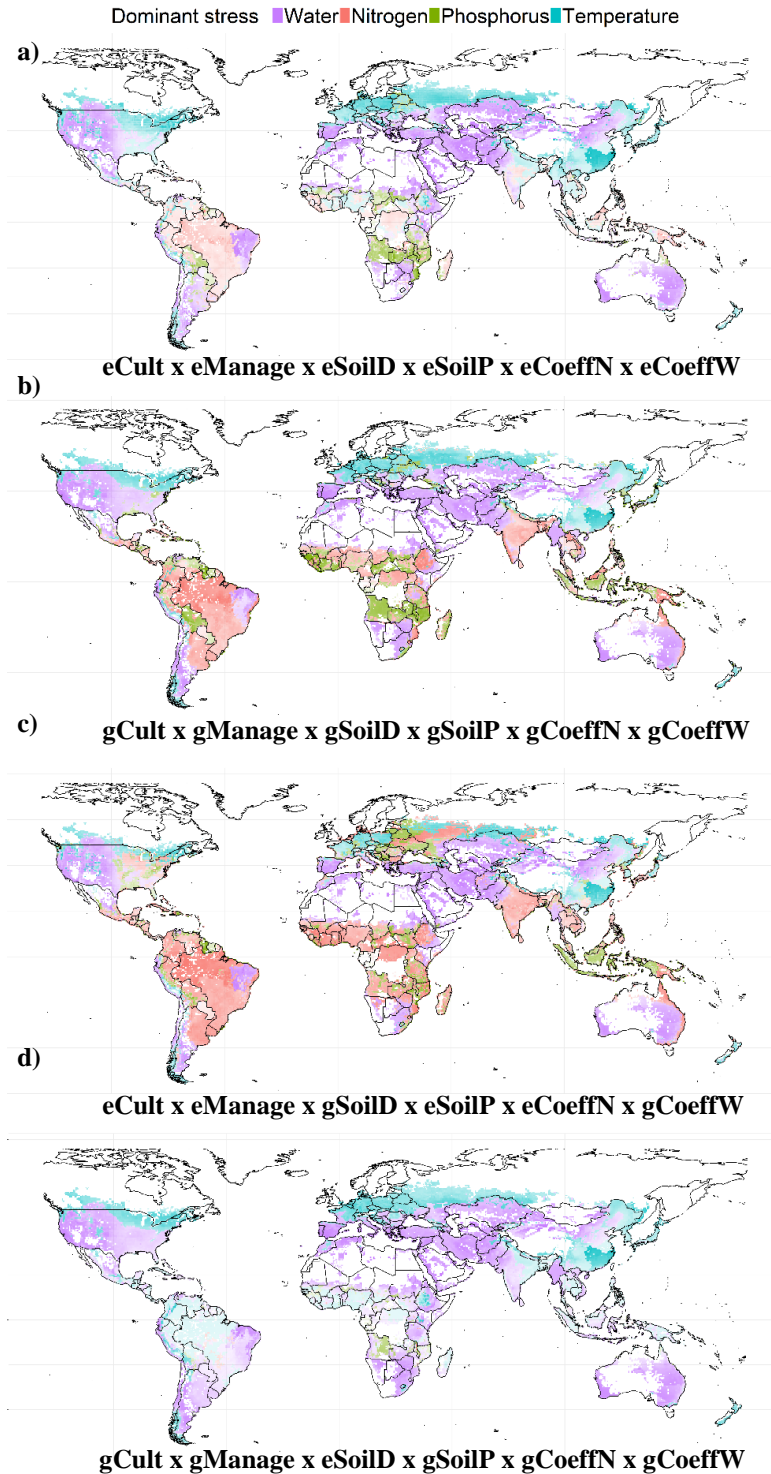 Dominant stress Water Nitrogen Phosphorus Temperature
a)
eCult x eManage x eSoilD x eSoilP x eCoeffN x eCoeffW
b)
gCult x gManage x gSoilD x gSoilP x gCoeffN x gCoeffW
c)
eCult x eManage x gSoilD x eSoilP x eCoeffN x gCoeffW
d)
gCult x gManage x eSoilD x gSoilP x gCoeffN x gCoeffW